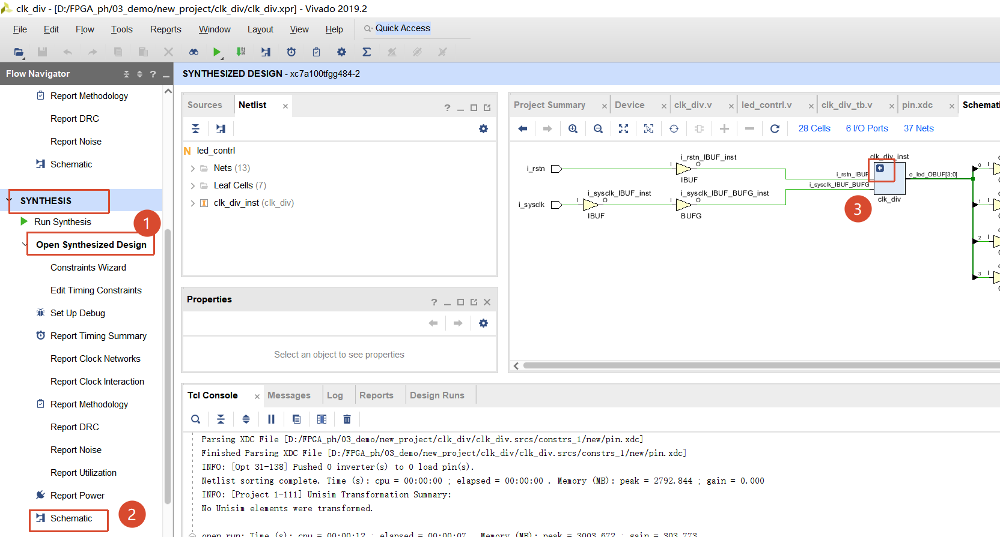 clk_div - [D:/FPGA_ph/03_demo/new_project/clk_div/clk_div.xpr] - Vivado 2019.2
File Edit Flow Tools Reports Window Layout View Help Quick Access
Flow Navigator
SYNTHESIZED DESIGN - xc7a100tfgg484-2
Report Methodology
Report DRC
Report Noise
Schematic
SYNTHESIS
1
Run Synthesis
Open Synthesized Design
Constraints Wizard
Edit Timing Constraints
Set Up Debug
Report Timing Summary
Report Clock Networks
Report Clock Interaction
Report Methodology
Report DRC
Report Noise
Report Utilization
Report Power
Schematic
2
Sources Netlist
led_contrl
Nets (13)
Leaf Cells (7)
clk_div_inst (clk_div)
Properties
Select an object to see properties
Project Summary Device clk_div.v led_contrl.v clk_div_tb.v pin.xdc Schemati
28 Cells 6 I/O Ports 37 Nets
i_rstn
i_rstn_IBUF_inst
I
O
IBUF
i_sysclk
i_sysclk_IBUF_inst
I
O
IBUF
i_sysclk_IBUF_BUFG_inst
I
O
BUFG
clk_div_inst
i_rstn_IBUF
i_sysclk_IBUF_BUFG
clk_div
3
o_led_OBUF[3:0]
0 I
1 I
2 I
3 I
Tcl Console Messages Log Reports Design Runs
Parsing XDC File [D:/FPGA_ph/03_demo/new_project/clk_div/clk_div.srcs/constrs_1/new/pin.xdc]
Finished Parsing XDC File [D:/FPGA_ph/03_demo/new_project/clk_div/clk_div.srcs/constrs_1/new/pin.xdc]
INFO: [Opt 31-138] Pushed 0 inverter(s) to 0 load pin(s).
Netlist sorting complete. Time (s): cpu = 00:00:00 ; elapsed = 00:00:00 . Memory (MB): peak = 2792.844 ; gain = 0.000
INFO: [Project 1-111] Unisim Transformation Summary:
No Unisim elements were transformed.
open_run: Time (s): cpu = 00:00:12 ; elapsed = 00:00:07 . Memory (MB): peak = 3003.672 ; gain = 303.773